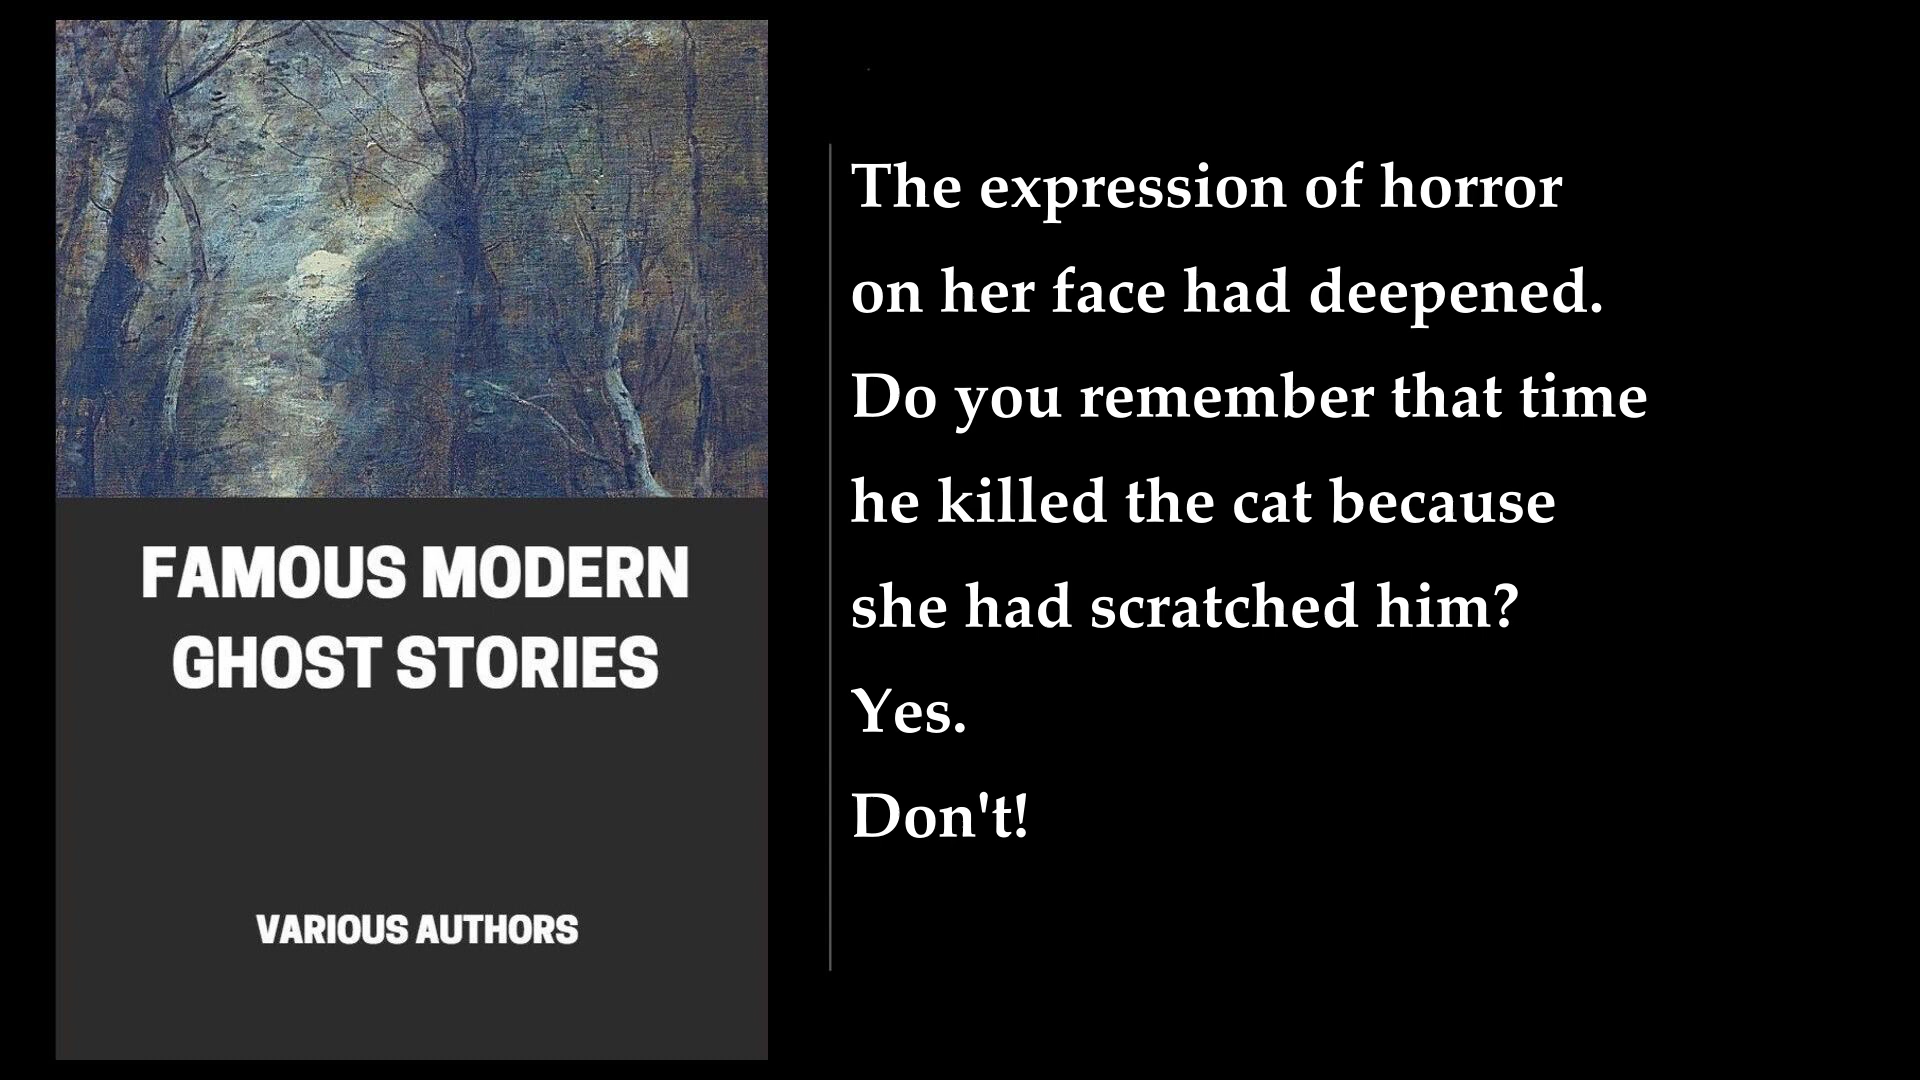 FAMOUS MODERN
GHOST STORIES
VARIOUS AUTHORS
The expression of horror
on her face had deepened.
Do you remember that time
he killed the cat because
she had scratched him?
Yes.
Don't!